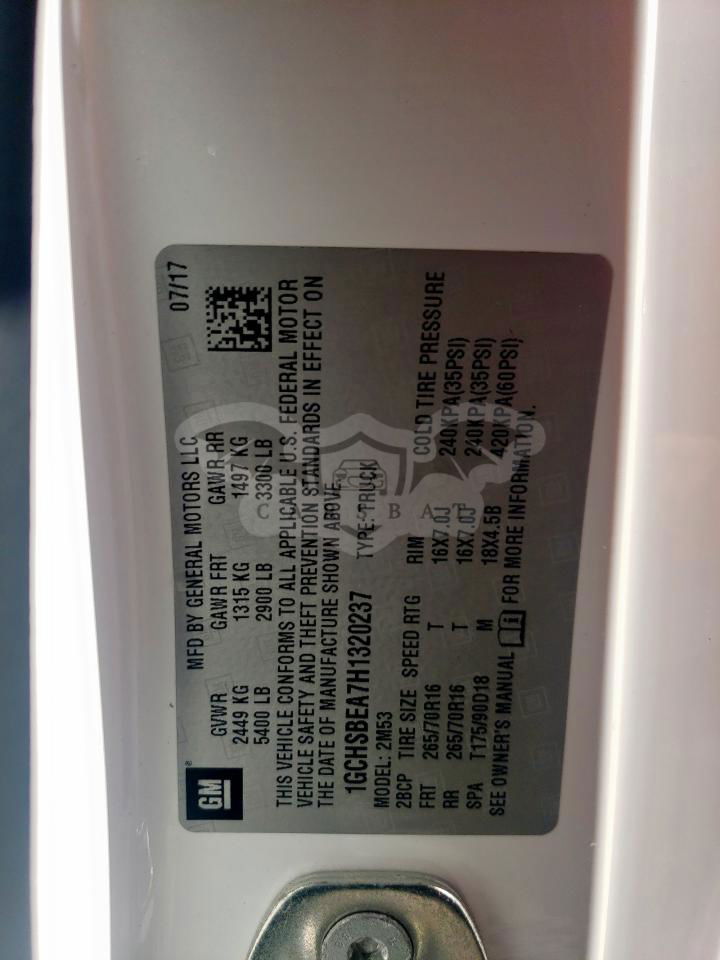 GM
MFD BY GENERAL MOTORS LLC 07/17
GVWR GAWR FRT GAWR RR
2449 KG 1315 KG 1497 KG
5400 LB 2900 LB 3300 LB
THIS VEHICLE CONFORMS TO ALL APPLICABLE U.S. FEDERAL MOTOR
VEHICLE SAFETY AND THEFT PREVENTION STANDARDS IN EFFECT ON
THE DATE OF MANUFACTURE SHOWN ABOVE.
1GCHSBEA7H1320237 TYPE: TRUCK
MODEL: 2M53
2BCP TIRE SIZE SPEED RTG RIM COLD TIRE PRESSURE
FRT 265/70R16 T 16X7.0J 240KPA(35PSI)
RR 265/70R16 T 16X7.0J 240KPA(35PSI)
SPA T175/90D18 M 18X4.5B 420KPA(60PSI)
SEE OWNER'S MANUAL FOR MORE INFORMATION.